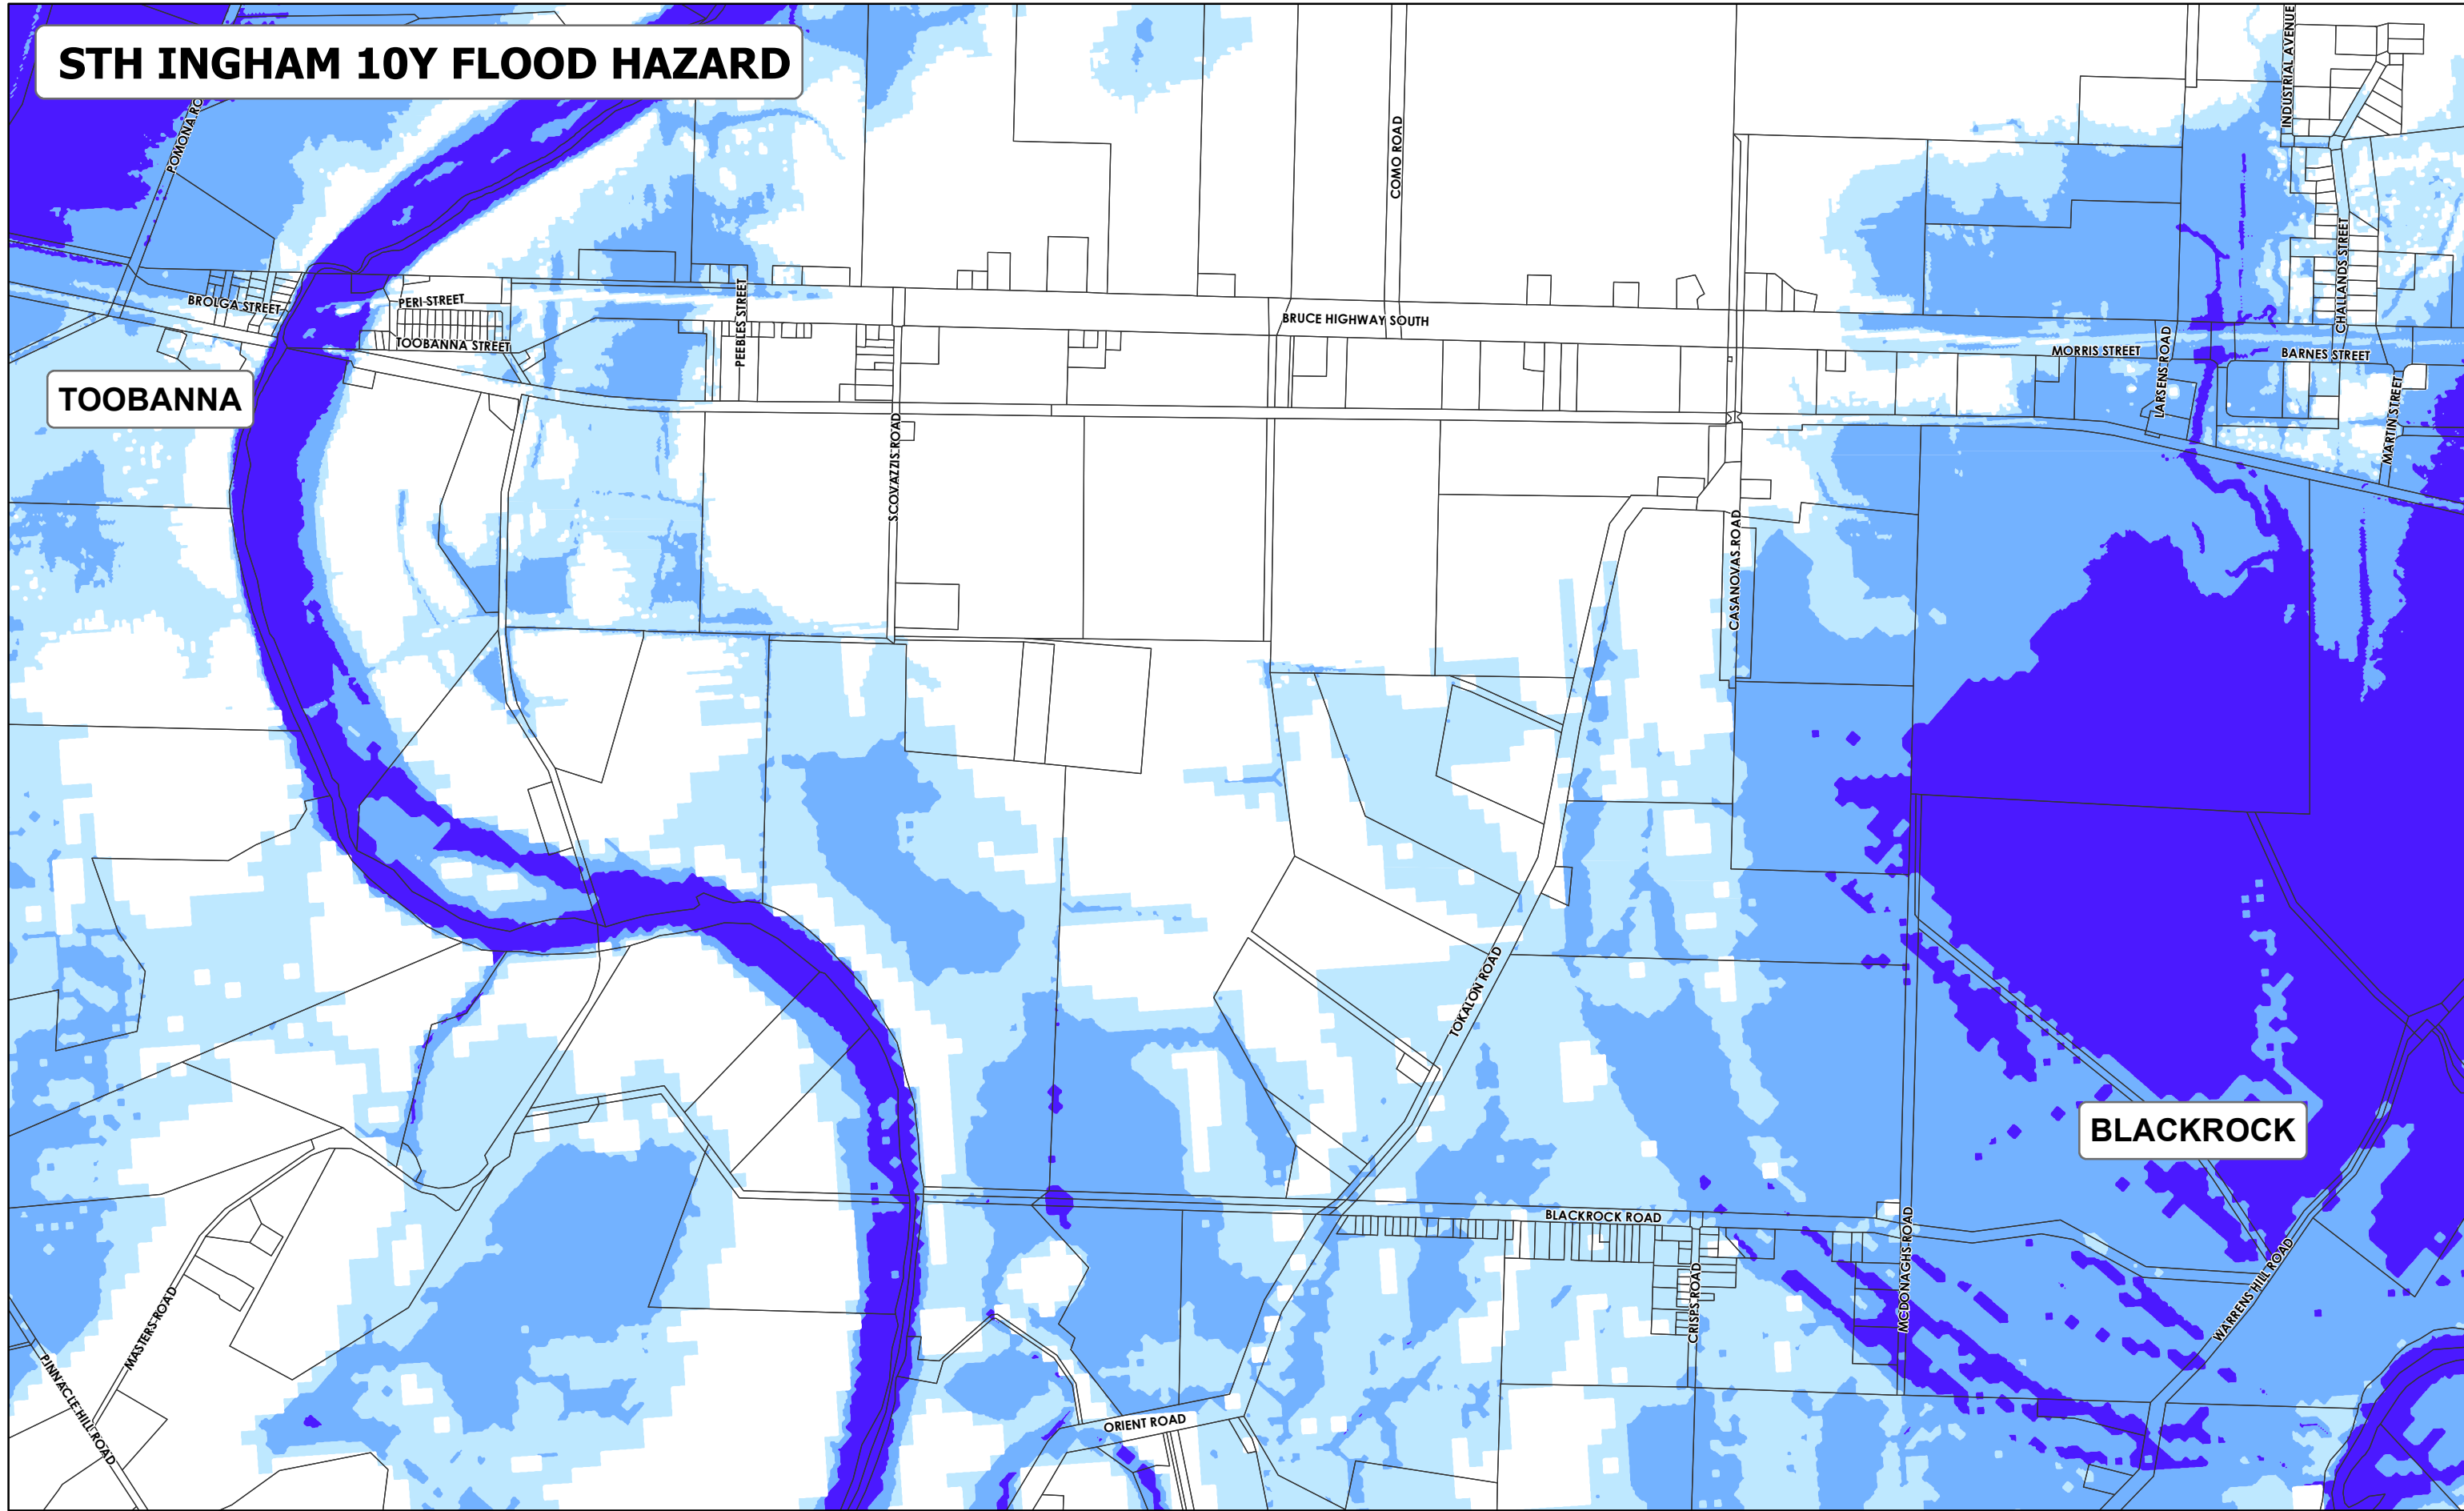 STH INGHAM 10Y FLOOD HAZARD
INDUSTRIAL AVENUE
POMONA RO
COMO ROAD
CHALLANDS STREET
BROLGA STREET
PERI STREET
PEEBLES STREET
BRUCE HIGHWAY SOUTH
TOOBANNA STREET
MORRIS STREET
LARSENS ROAD
BARNES STREET
MARTIN STREET
TOOBANNA
SCOVAZZIS ROAD
CASANOVAS ROAD
TOKALON ROAD
BLACKROCK
BLACKROCK ROAD
MCDONAGHS ROAD
CRISPS ROAD
WARRENS HILL ROAD
MASTERS ROAD
PINNACLE HILL ROAD
ORIENT ROAD